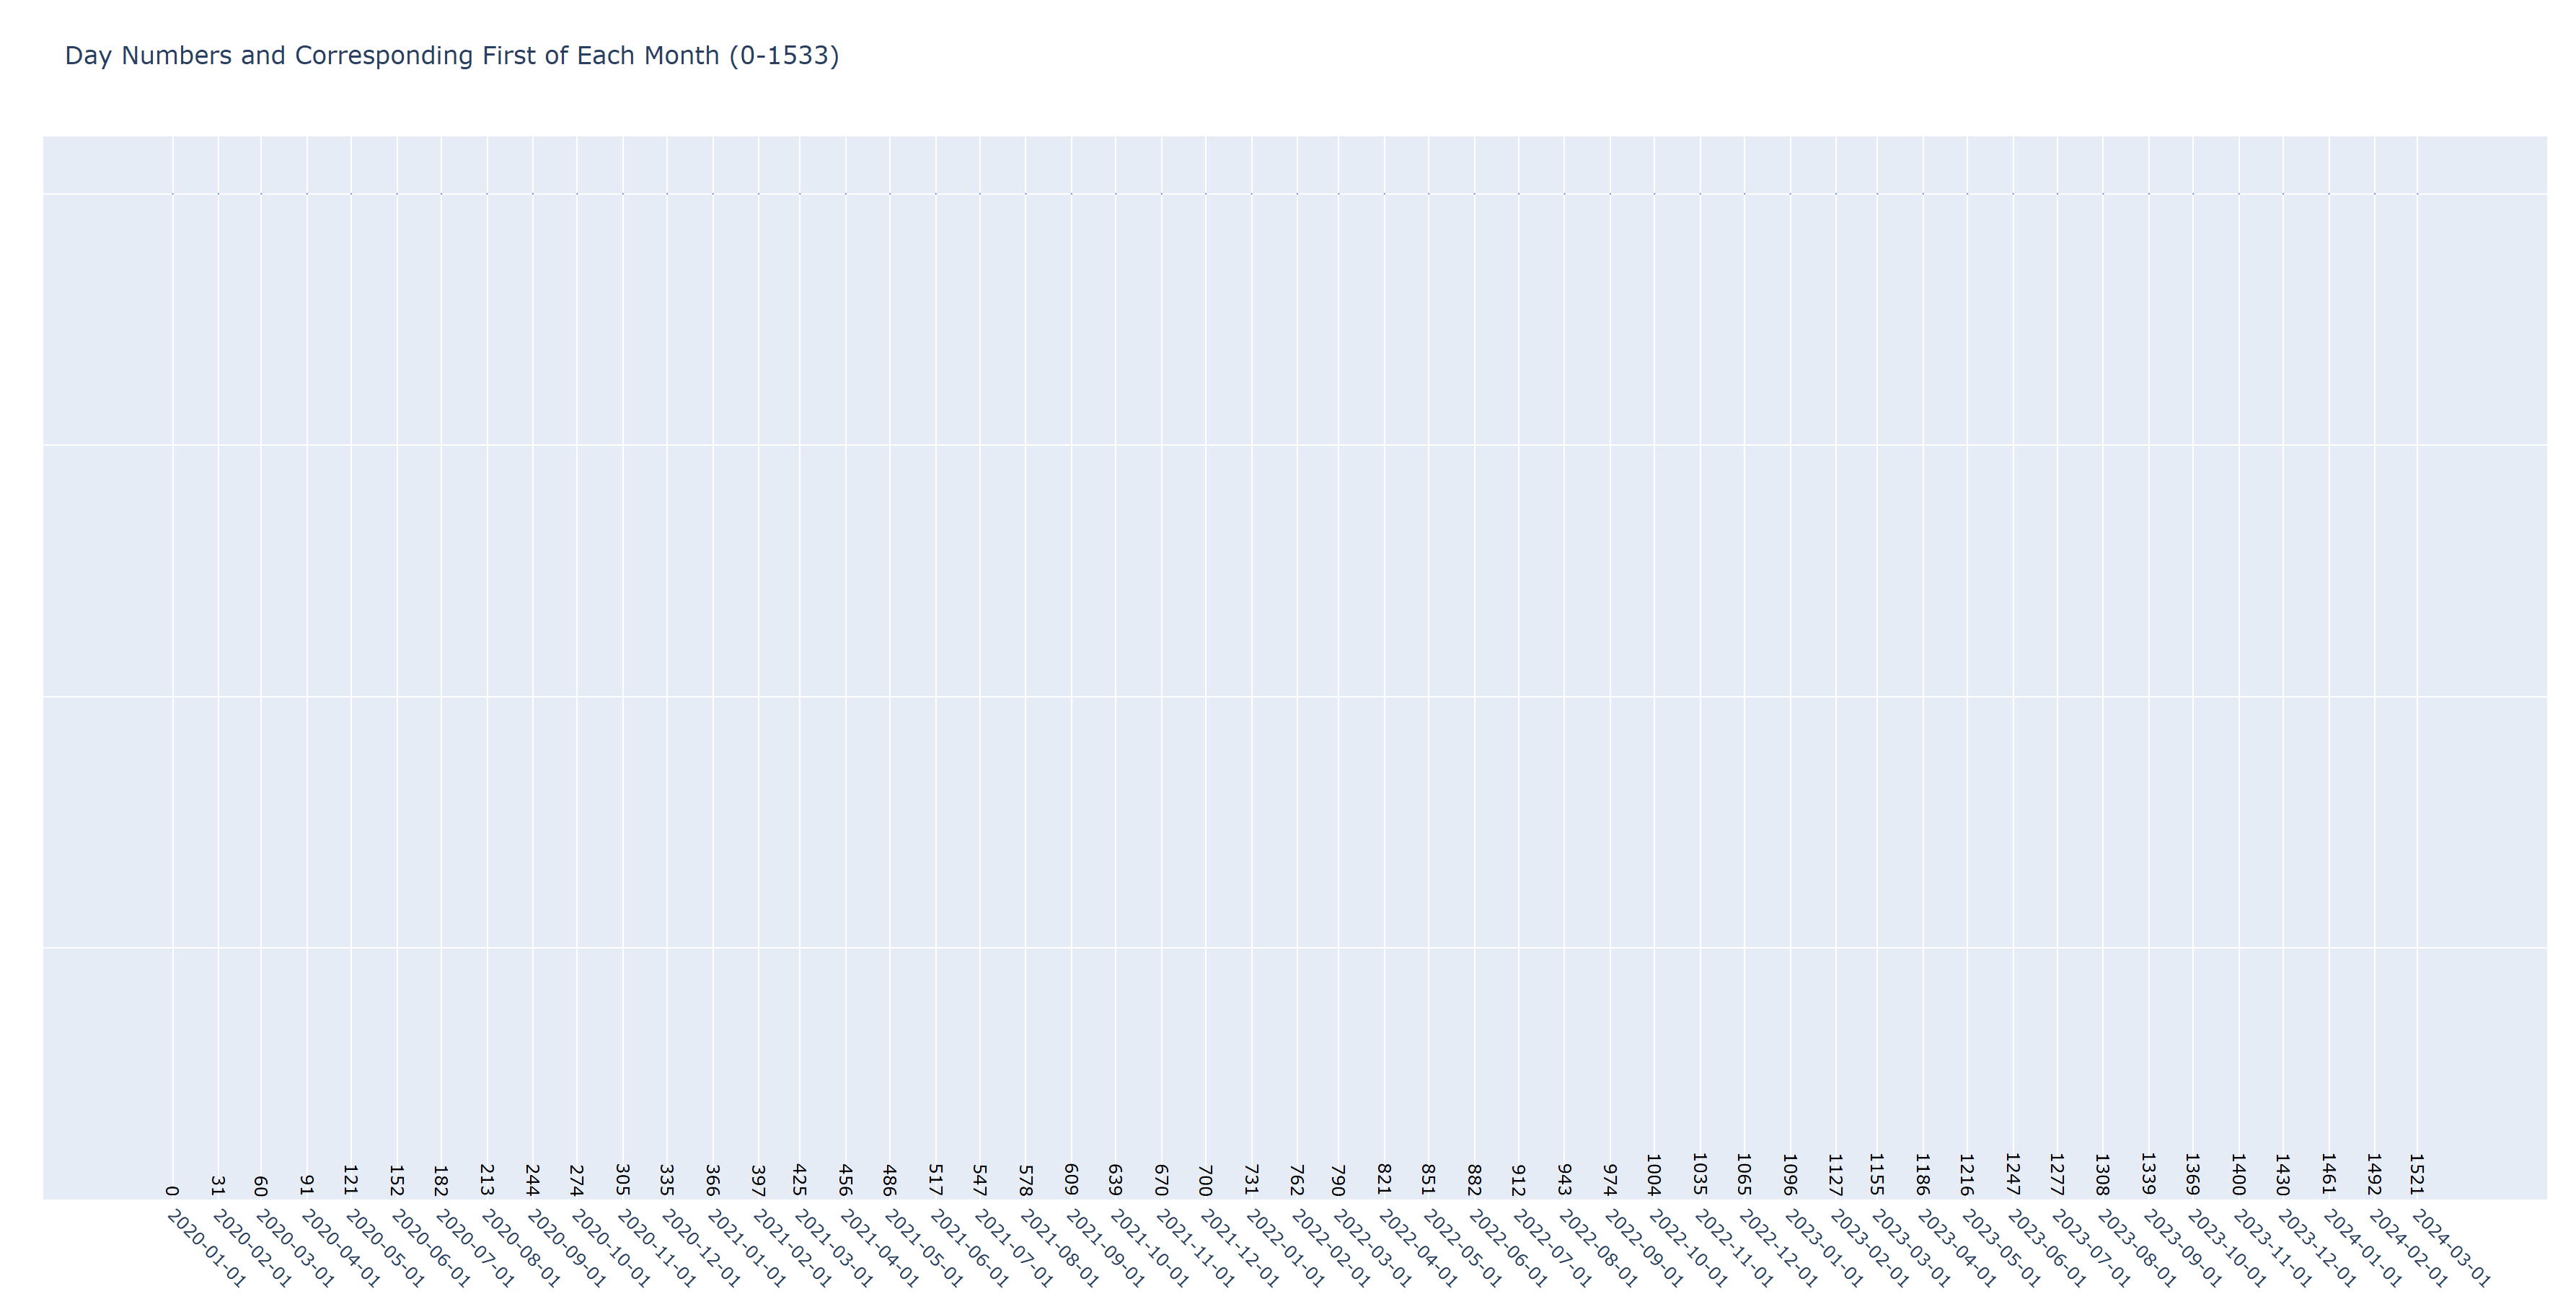 Day Numbers and Corresponding First of Each Month (0-1533)
0 31 60 91 121 152 182 213 244 274 305 335 366 397 425 456 486 517 547 578 609 639 670 700 731 762 790 821 851 882 912 943 974 1004 1035 1065 1096 1127 1155 1186 1216 1247 1277 1308 1339 1369 1400 1430 1461 1492 1521
2020-01-01 2020-02-01 2020-03-01 2020-04-01 2020-05-01 2020-06-01 2020-07-01 2020-08-01 2020-09-01 2020-10-01 2020-11-01 2020-12-01 2021-01-01 2021-02-01 2021-03-01 2021-04-01 2021-05-01 2021-06-01 2021-07-01 2021-08-01 2021-09-01 2021-10-01 2021-11-01 2021-12-01 2022-01-01 2022-02-01 2022-03-01 2022-04-01 2022-05-01 2022-06-01 2022-07-01 2022-08-01 2022-09-01 2022-10-01 2022-11-01 2022-12-01 2023-01-01 2023-02-01 2023-03-01 2023-04-01 2023-05-01 2023-06-01 2023-07-01 2023-08-01 2023-09-01 2023-10-01 2023-11-01 2023-12-01 2024-01-01 2024-02-01 2024-03-01